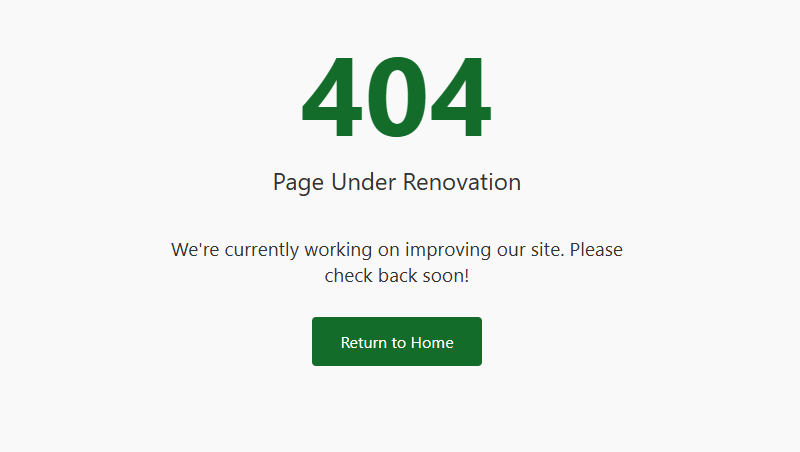 404
Page Under Renovation
We're currently working on improving our site. Please
check back soon!
Return to Home